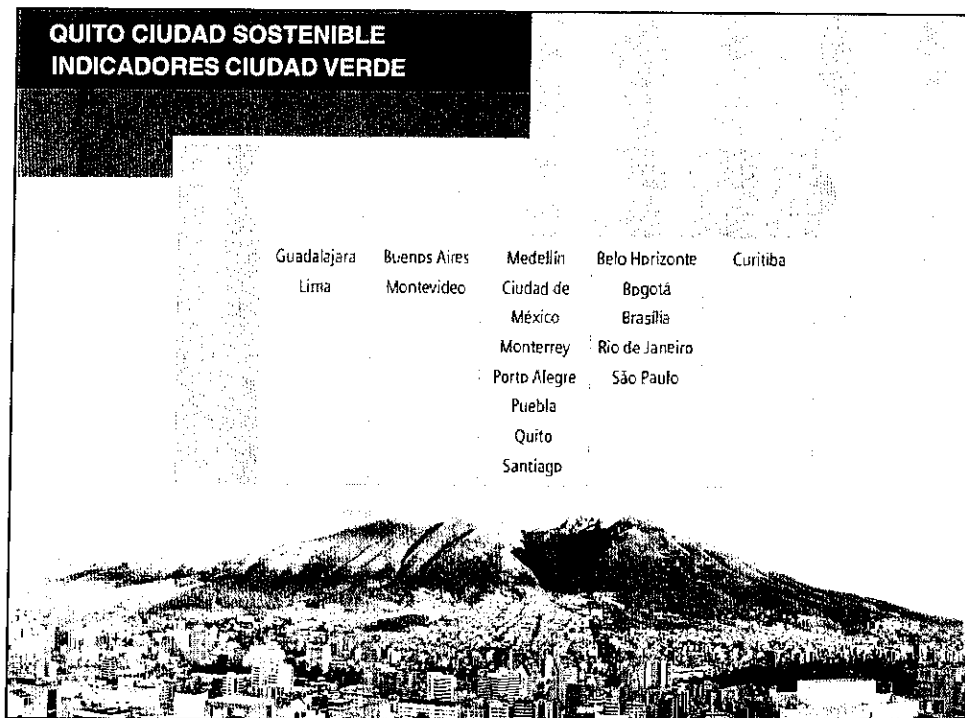 QUITO CIUDAD SOSTENIBLE
INDICADORES CIUDAD VERDE
Guadalajara Buenos Aires Medellín Belo Horizonte Curitiba
Lima Montevideo Ciudad de Bogotá
México Brasília
Monterrey Rio de Janeiro
Porto Alegre São Paulo
Puebla
Quito
Santiago